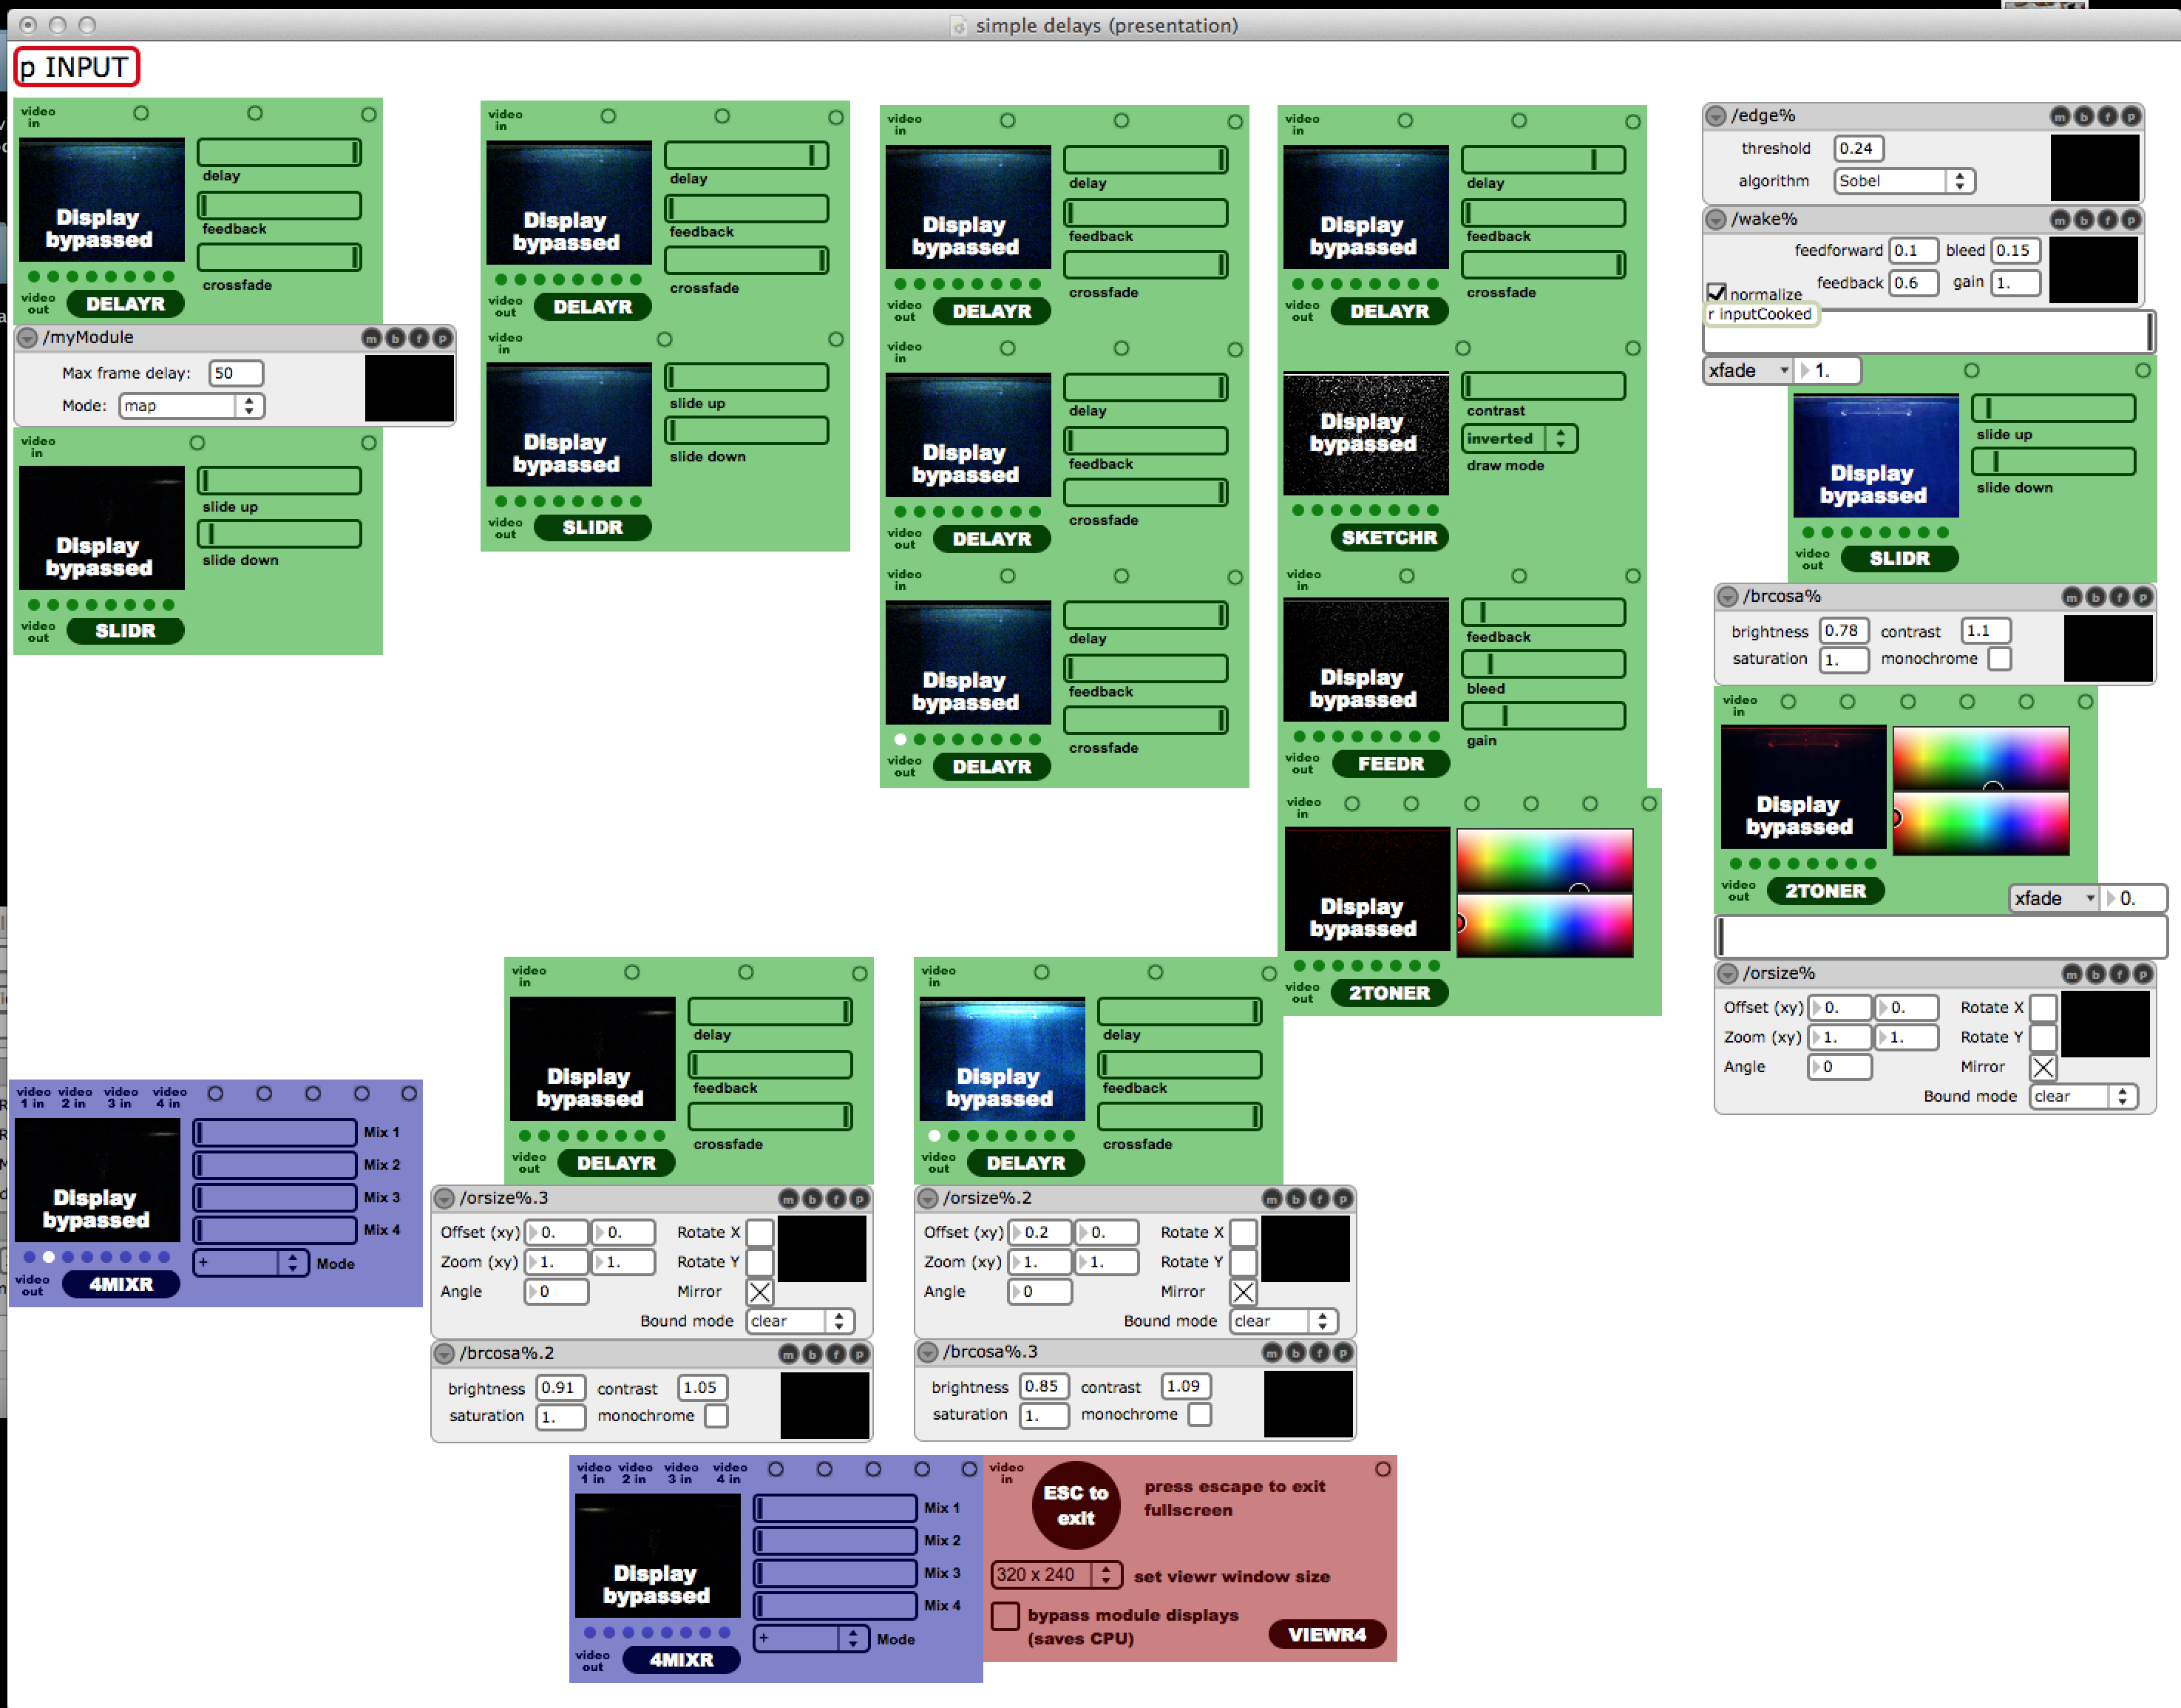 simple delays (presentation)
p INPUT
video in
Display bypassed
delay
feedback
crossfade
video out
DELAYR
/myModule
m b f p
Max frame delay: 50
Mode: map
video in
Display bypassed
slide up
slide down
video out
SLIDR
video in
Display bypassed
delay
feedback
crossfade
video out
DELAYR
video in
Display bypassed
slide up
slide down
video out
SLIDR
video in
Display bypassed
delay
feedback
crossfade
video out
DELAYR
video in
Display bypassed
delay
feedback
crossfade
video out
DELAYR
video in
Display bypassed
delay
feedback
crossfade
video out
DELAYR
video in
Display bypassed
delay
feedback
crossfade
video out
DELAYR
video in
Display bypassed
contrast
inverted
draw mode
SKETCHR
video in
Display bypassed
feedback
bleed
gain
video out
FEEDR
video in
Display bypassed
video out
2TONER
/edge%
m b f p
threshold 0.24
algorithm Sobel
/wake%
m b f p
feedforward 0.1 bleed 0.15
feedback 0.6 gain 1.
normalize
r inputCooked
xfade 1.
Display bypassed
slide up
slide down
video out
SLIDR
/brcosa%
m b f p
brightness 0.78 contrast 1.1
saturation 1. monochrome
video in
Display bypassed
video out
2TONER
xfade 0.
/orsize%
m b f p
Offset (xy) 0. 0. Rotate X
Zoom (xy) 1. 1. Rotate Y
Angle 0 Mirror
Bound mode clear
video in
Display bypassed
delay
feedback
crossfade
video out
DELAYR
/orsize%.3
m b f p
Offset (xy) 0. 0. Rotate X
Zoom (xy) 1. 1. Rotate Y
Angle 0 Mirror
Bound mode clear
/brcosa%.2
m b f p
brightness 0.91 contrast 1.05
saturation 1. monochrome
video in
Display bypassed
delay
feedback
crossfade
video out
DELAYR
/orsize%.2
m b f p
Offset (xy) 0.2 0. Rotate X
Zoom (xy) 1. 1. Rotate Y
Angle 0 Mirror
Bound mode clear
/brcosa%.3
m b f p
brightness 0.85 contrast 1.09
saturation 1. monochrome
video 1 in video 2 in video 3 in video 4 in
Display bypassed
Mix 1
Mix 2
Mix 3
Mix 4
+ Mode
video out
4MIXR
video 1 in video 2 in video 3 in video 4 in
Display bypassed
Mix 1
Mix 2
Mix 3
Mix 4
+ Mode
video out
4MIXR
video in
ESC to exit
press escape to exit
fullscreen
320 x 240 set viewr window size
bypass module displays
(saves CPU)
VIEWR4